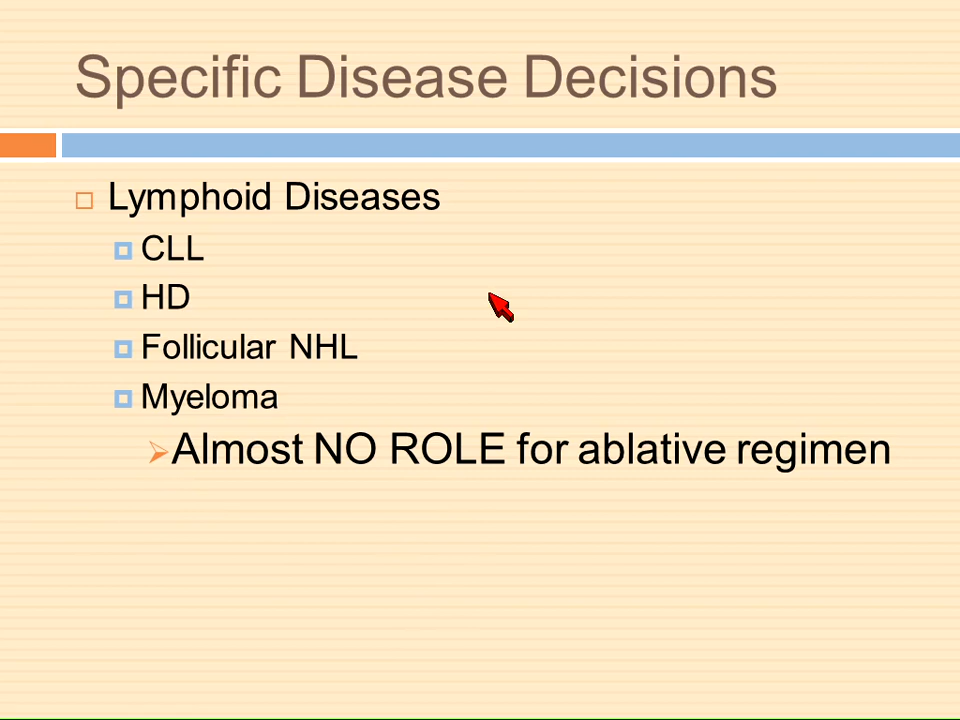 Specific Disease Decisions
Lymphoid Diseases
CLL
HD
Follicular NHL
Myeloma
Almost NO ROLE for ablative regimen